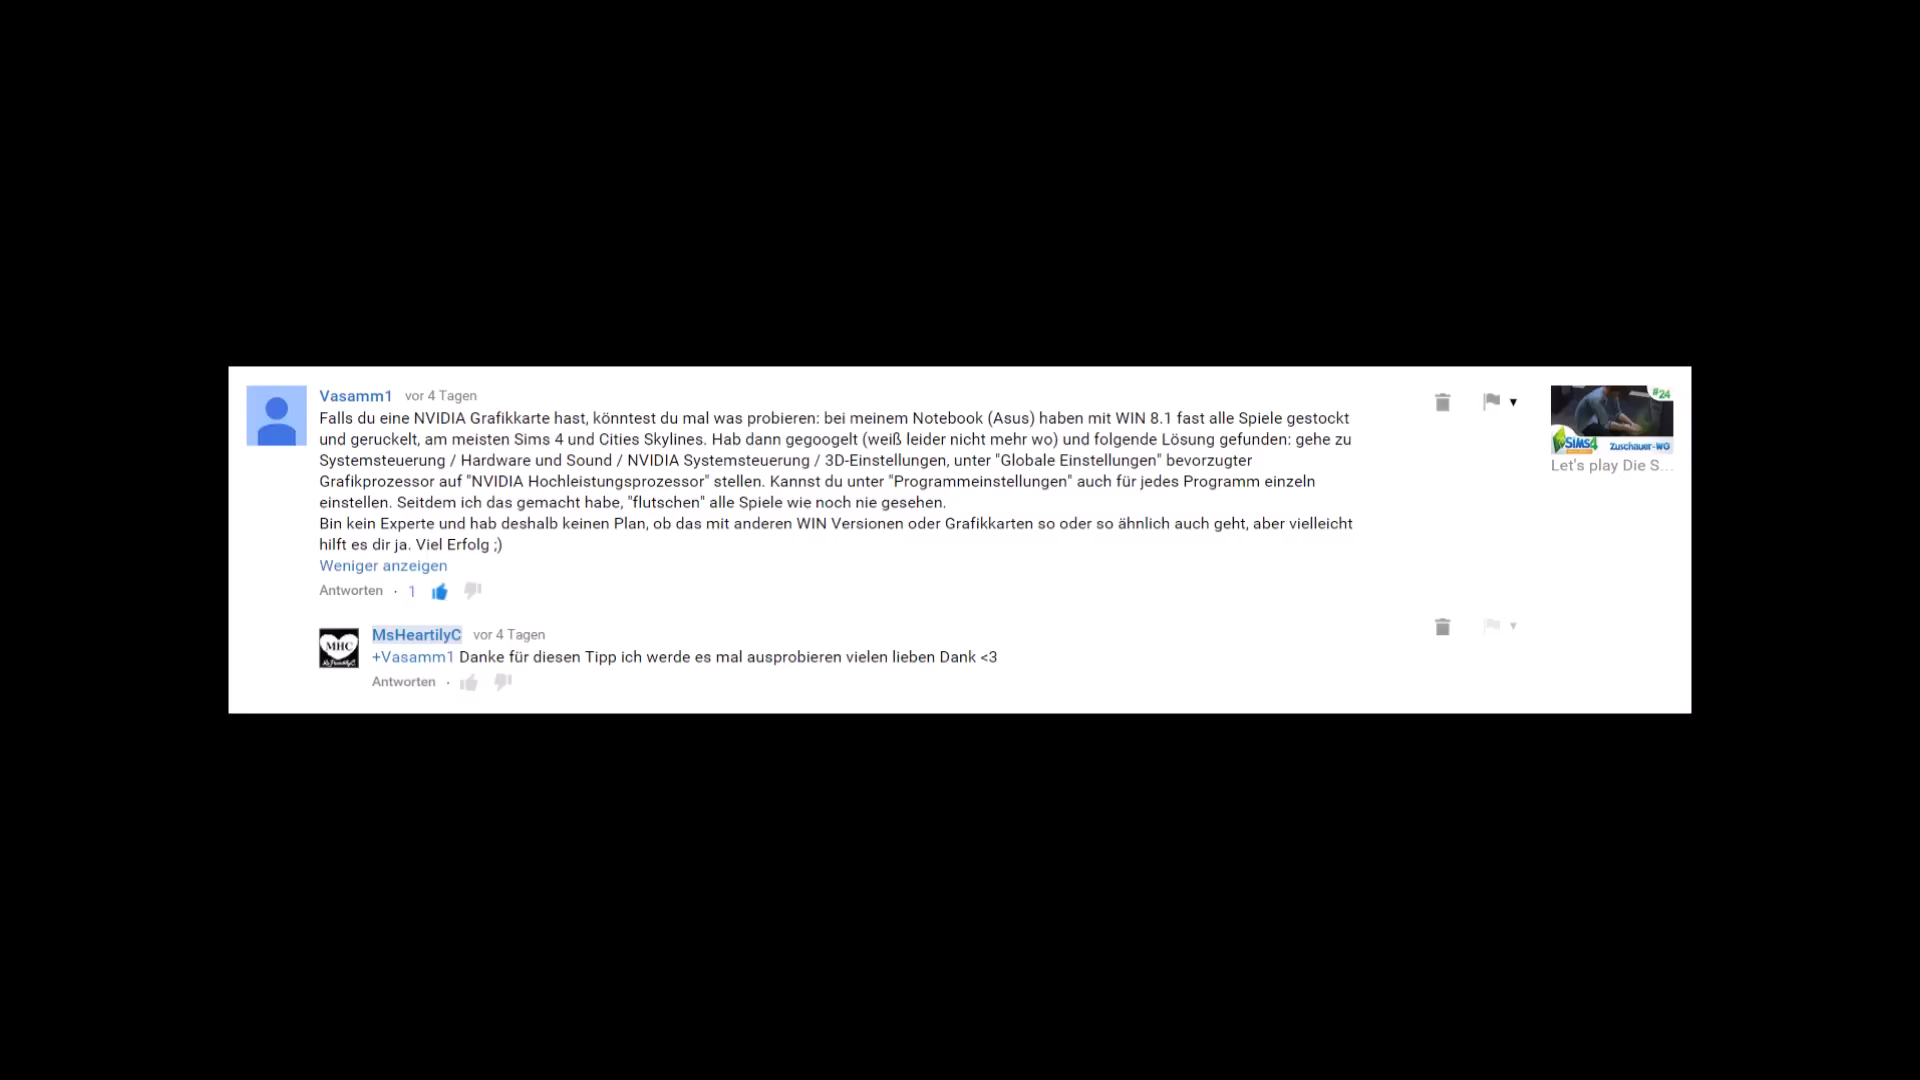 Vasamm1 vor 4 Tagen
Falls du eine NVIDIA Grafikkarte hast, könntest du mal was probieren: bei meinem Notebook (Asus) haben mit WIN 8.1 fast alle Spiele gestockt
und geruckelt, am meisten Sims 4 und Cities Skylines. Hab dann gegoogelt (weiß leider nicht mehr wo) und folgende Lösung gefunden: gehe zu
Systemsteuerung / Hardware und Sound / NVIDIA Systemsteuerung / 3D-Einstellungen, unter "Globale Einstellungen" bevorzugter
Grafikprozessor auf "NVIDIA Hochleistungsprozessor" stellen. Kannst du unter "Programmeinstellungen" auch für jedes Programm einzeln
einstellen. Seitdem ich das gemacht habe, "flutschen" alle Spiele wie noch nie gesehen.
Bin kein Experte und hab deshalb keinen Plan, ob das mit anderen WIN Versionen oder Grafikkarten so oder so ähnlich auch geht, aber vielleicht
hilft es dir ja. Viel Erfolg ;)
Weniger anzeigen
Antworten · 1
#24
SIMS4
Zuschauer-WG
Let's play Die S...
MHC
MsHeartilyC vor 4 Tagen
+Vasamm1 Danke für diesen Tipp ich werde es mal ausprobieren vielen lieben Dank <3
Antworten ·